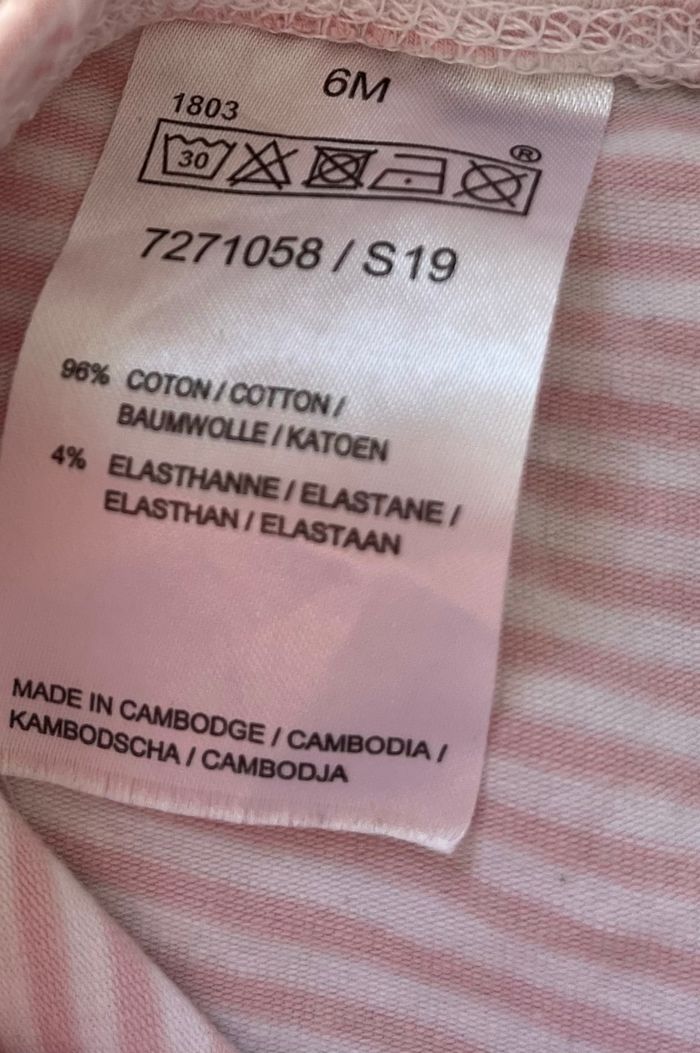 6M
1803
30
®
7271058 / S19
96% COTON / COTTON /
BAUMWOLLE / KATOEN
4% ELASTHANNE / ELASTANE /
ELASTHAN / ELASTAAN
MADE IN CAMBODGE / CAMBODIA /
KAMBODSCHA / CAMBODJA